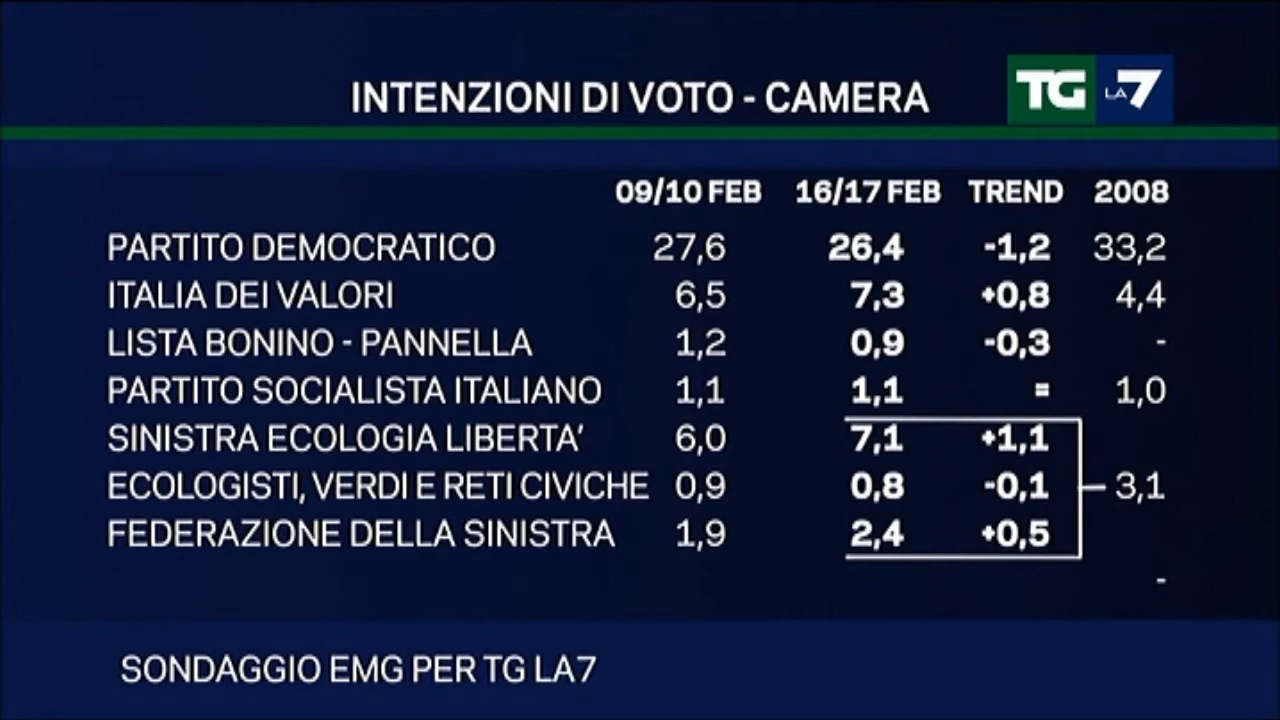 INTENZIONI DI VOTO - CAMERA
TG LA7
09/10 FEB 16/17 FEB TREND 2008
PARTITO DEMOCRATICO 27,6 26,4 -1,2 33,2
ITALIA DEI VALORI 6,5 7,3 +0,8 4,4
LISTA BONINO - PANNELLA 1,2 0,9 -0,3 -
PARTITO SOCIALISTA ITALIANO 1,1 1,1 = 1,0
SINISTRA ECOLOGIA LIBERTA' 6,0 7,1 +1,1
ECOLOGISTI, VERDI E RETI CIVICHE 0,9 0,8 -0,1 3,1
FEDERAZIONE DELLA SINISTRA 1,9 2,4 +0,5
-
SONDAGGIO EMG PER TG LA7